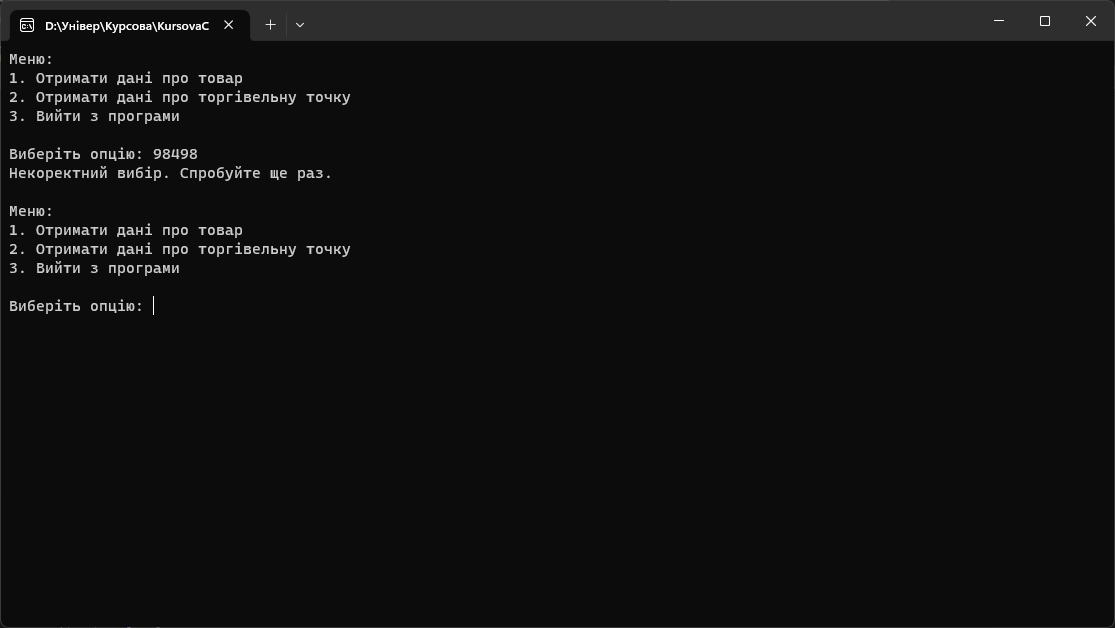 D:\Універ\Курсова\KursovaC
Меню:
1. Отримати дані про товар
2. Отримати дані про торгівельну точку
3. Вийти з програми
Виберіть опцію: 98498
Некоректний вибір. Спробуйте ще раз.
Меню:
1. Отримати дані про товар
2. Отримати дані про торгівельну точку
3. Вийти з програми
Виберіть опцію: